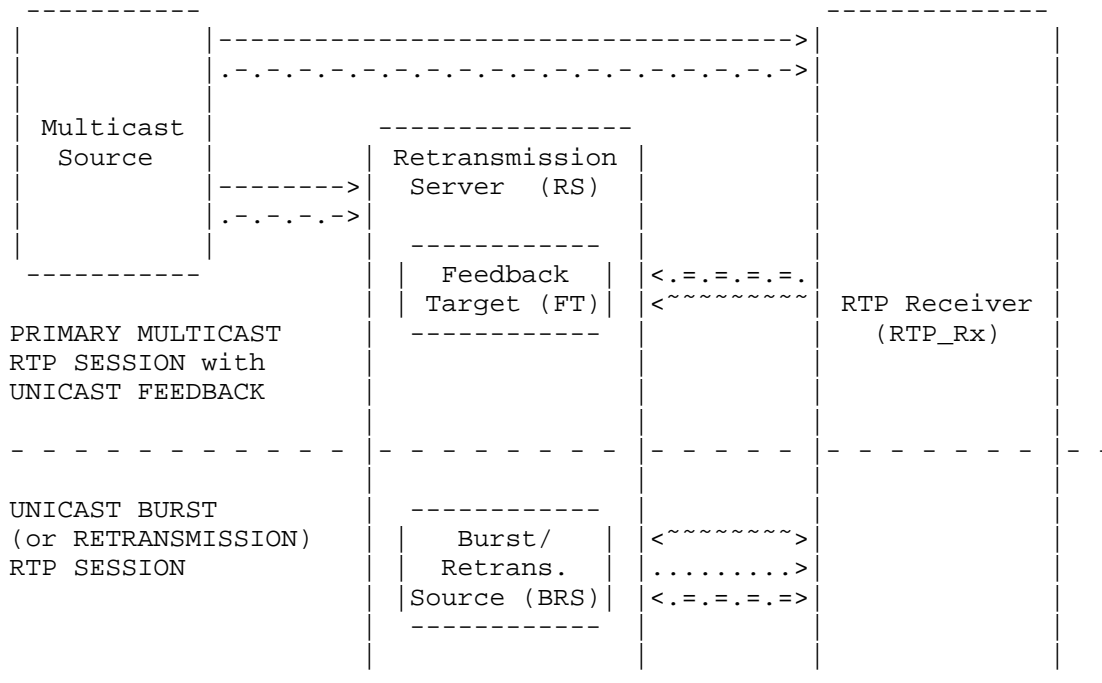 Multicast
Source
Retransmission
Server (RS)
Feedback
Target (FT)
RTP Receiver
(RTP_Rx)
PRIMARY MULTICAST
RTP SESSION with
UNICAST FEEDBACK
UNICAST BURST
(or RETRANSMISSION)
RTP SESSION
Burst/
Retrans.
Source (BRS)